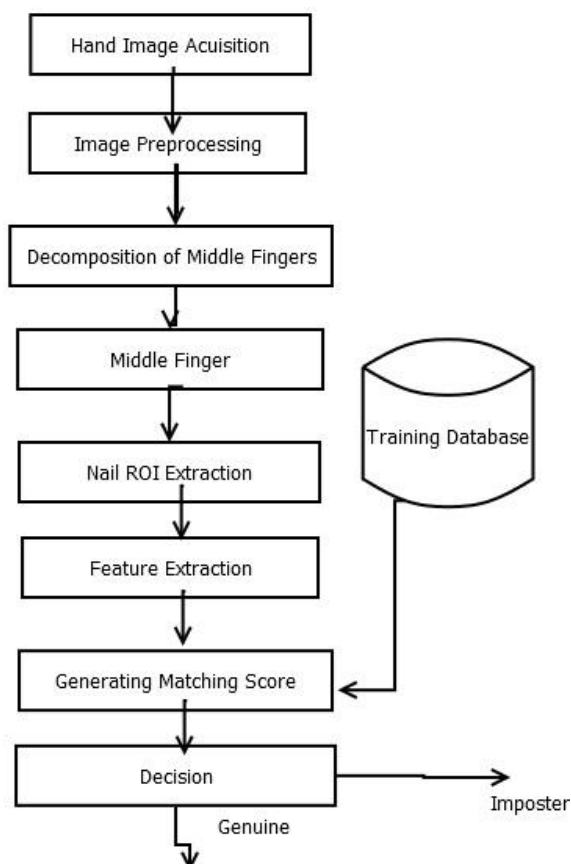 Hand Image Acuisition
Image Preprocessing
Decomposition of Middle Fingers
Middle Finger
Training Database
Nail ROI Extraction
Feature Extraction
Generating Matching Score
Decision
Imposter
Genuine